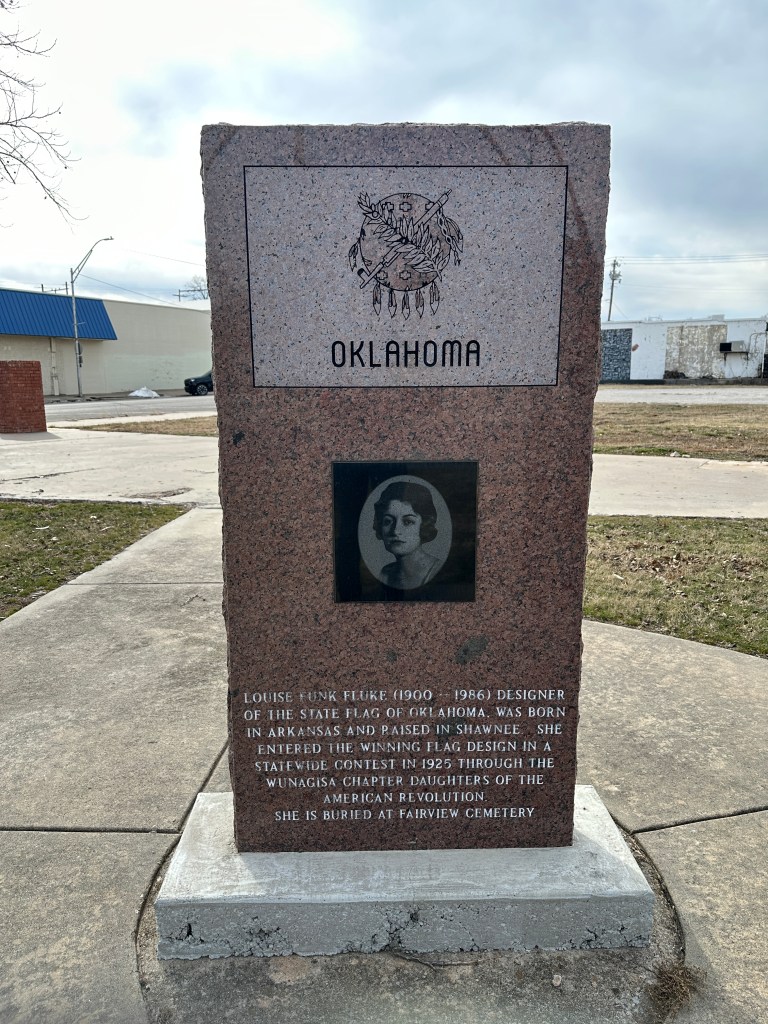 OKLAHOMA
LOUISE FUNK FLUKE (1900 - 1986) DESIGNER
OF THE STATE FLAG OF OKLAHOMA, WAS BORN
IN ARKANSAS AND RAISED IN SHAWNEE. SHE
ENTERED THE WINNING FLAG DESIGN IN A
STATEWIDE CONTEST IN 1925 THROUGH THE
WUNAGISA CHAPTER DAUGHTERS OF THE
AMERICAN REVOLUTION.
SHE IS BURIED AT FAIRVIEW CEMETERY